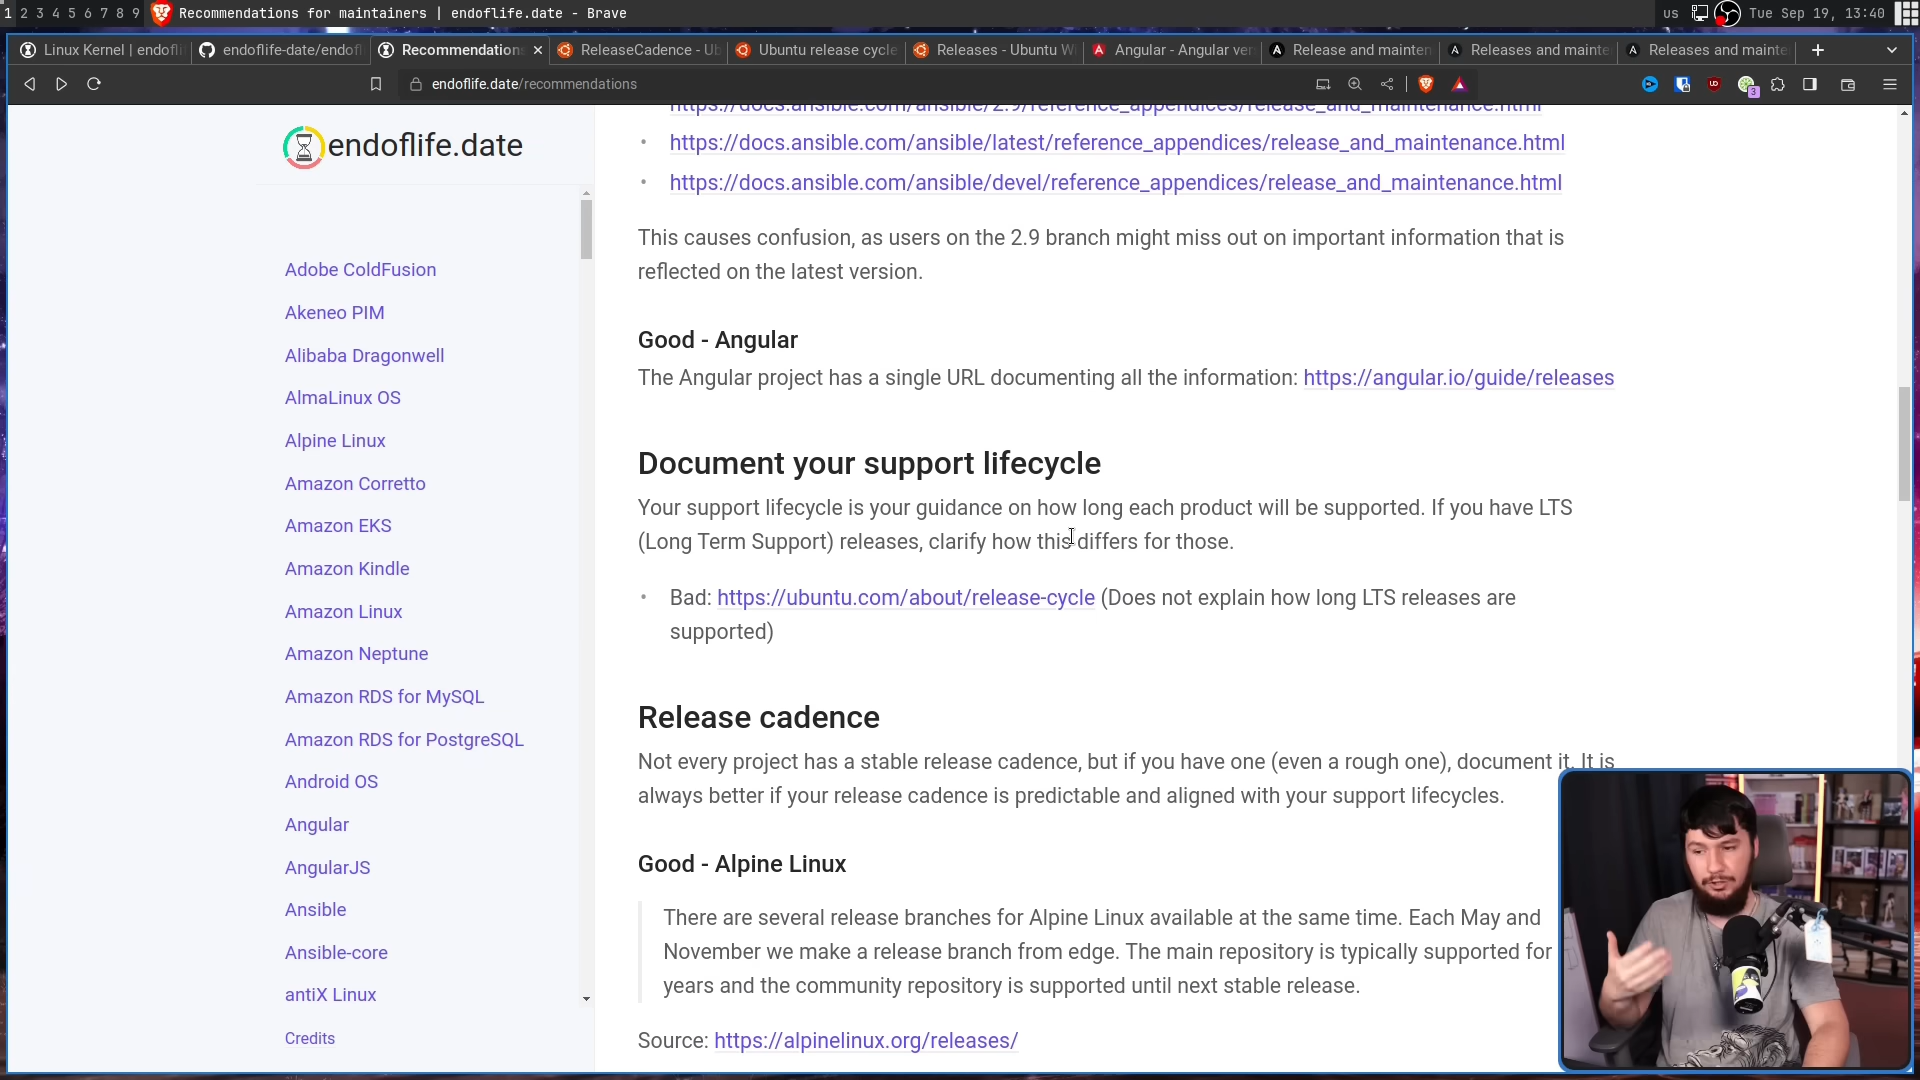 1 2 3 4 5 6 7 8 9 Recommendations for maintainers | endoflife.date - Brave us Tue Sep 19, 13:40
Linux Kernel | endofli endoflife-date/endofl Recommendation ReleaseCadence - Ub Ubuntu release cycle Releases - Ubuntu W Angular - Angular ver Release and mainten Releases and mainte Releases and mainte
endoflife.date/recommendations
endoflife.date
Adobe ColdFusion
Akeneo PIM
Alibaba Dragonwell
AlmaLinux OS
Alpine Linux
Amazon Corretto
Amazon EKS
Amazon Kindle
Amazon Linux
Amazon Neptune
Amazon RDS for MySQL
Amazon RDS for PostgreSQL
Android OS
Angular
AngularJS
Ansible
Ansible-core
antiX Linux
Credits
https://docs.ansible.com/ansible/2.9/reference_appendices/release_and_maintenance.html
• https://docs.ansible.com/ansible/latest/reference_appendices/release_and_maintenance.html
• https://docs.ansible.com/ansible/devel/reference_appendices/release_and_maintenance.html
This causes confusion, as users on the 2.9 branch might miss out on important information that is
reflected on the latest version.
Good - Angular
The Angular project has a single URL documenting all the information: https://angular.io/guide/releases
Document your support lifecycle
Your support lifecycle is your guidance on how long each product will be supported. If you have LTS
(Long Term Support) releases, clarify how this differs for those.
• Bad: https://ubuntu.com/about/release-cycle (Does not explain how long LTS releases are
supported)
Release cadence
Not every project has a stable release cadence, but if you have one (even a rough one), document it. It is
always better if your release cadence is predictable and aligned with your support lifecycles.
Good - Alpine Linux
There are several release branches for Alpine Linux available at the same time. Each May and
November we make a release branch from edge. The main repository is typically supported for
years and the community repository is supported until next stable release.
Source: https://alpinelinux.org/releases/